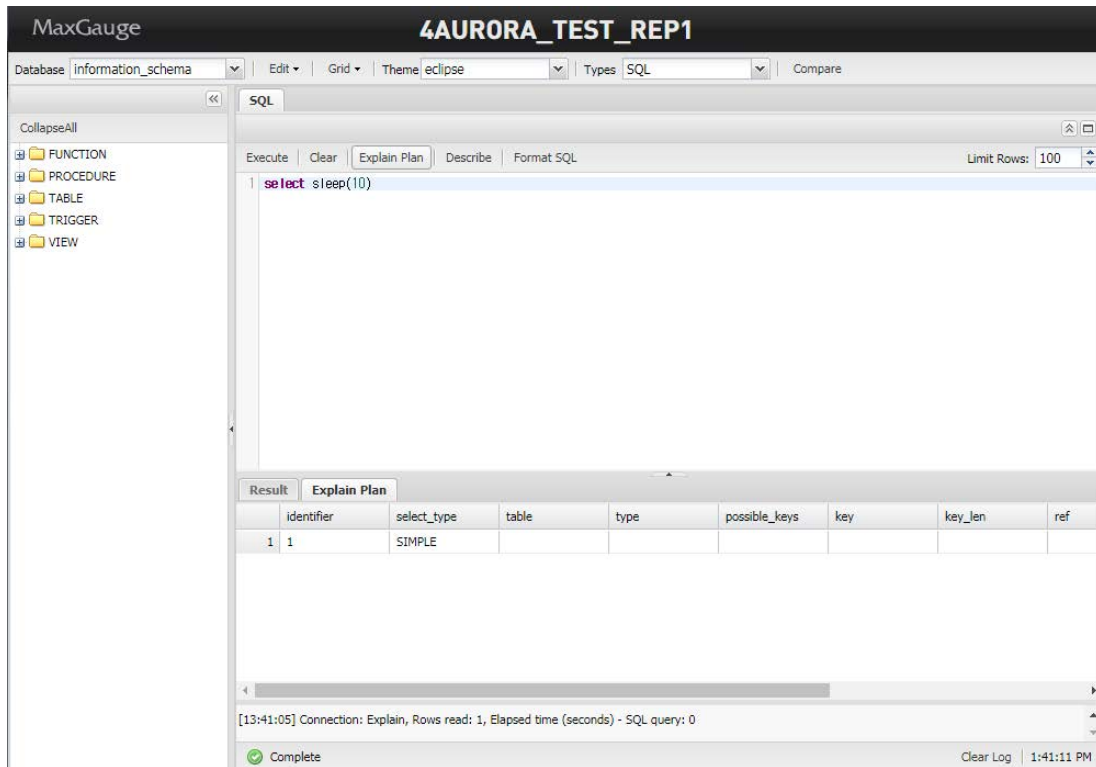 MaxGauge
4AURORA_TEST_REP1
Database information_schema Edit Grid Theme eclipse Types SQL Compare
SQL
CollapseAll
FUNCTION
PROCEDURE
TABLE
TRIGGER
VIEW
Execute Clear Explain Plan Describe Format SQL Limit Rows: 100
1 select sleep(10)
Result Explain Plan
identifier select_type table type possible_keys key key_len ref
1 1 SIMPLE
[13:41:05] Connection: Explain, Rows read: 1, Elapsed time (seconds) - SQL query: 0
Complete Clear Log 1:41:11 PM